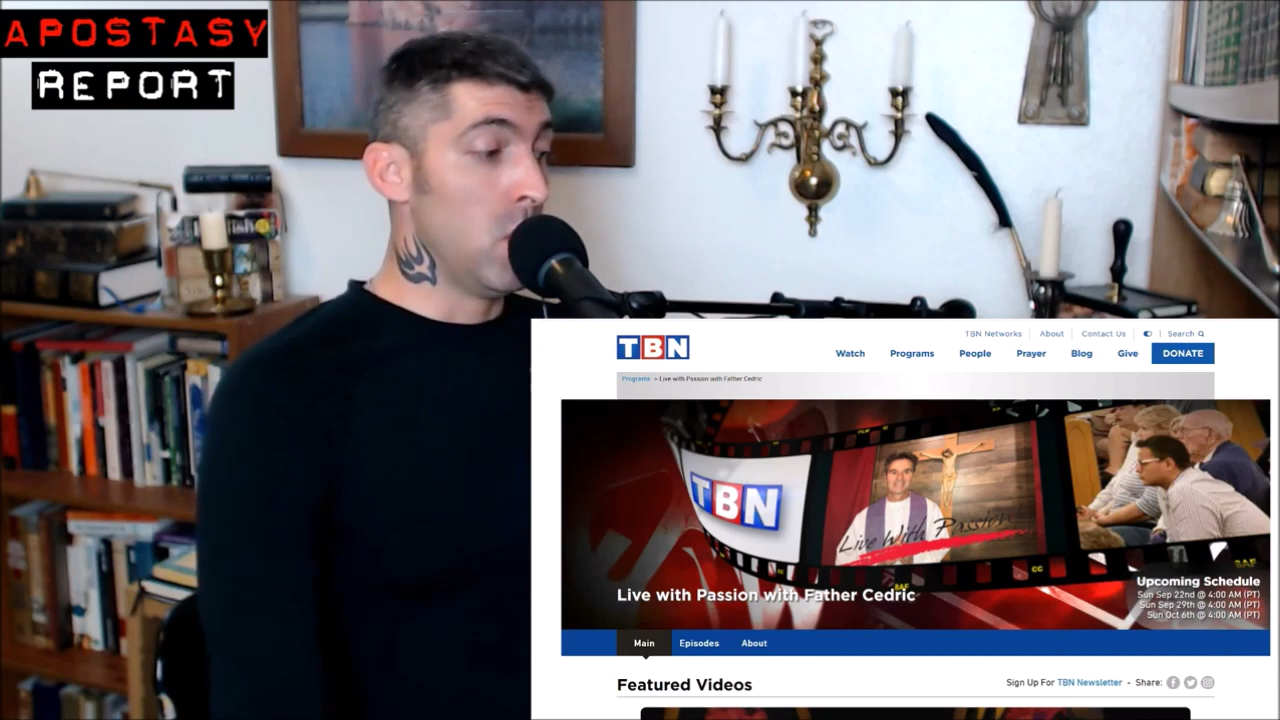 APOSTASY
REPORT
TBN Networks About Contact Us Search
TBN
Watch Programs People Prayer Blog Give DONATE
Programs > Live with Passion with Father Cedric
TBN
Live With Passion
CC
SAF
SAF
Live with Passion with Father Cedric
Upcoming Schedule
Sun Sep 22nd @ 4:00 AM (PT)
Sun Sep 29th @ 4:00 AM (PT)
Sun Oct 6th @ 4:00 AM (PT)
Main Episodes About
Featured Videos
Sign Up For TBN Newsletter - Share: